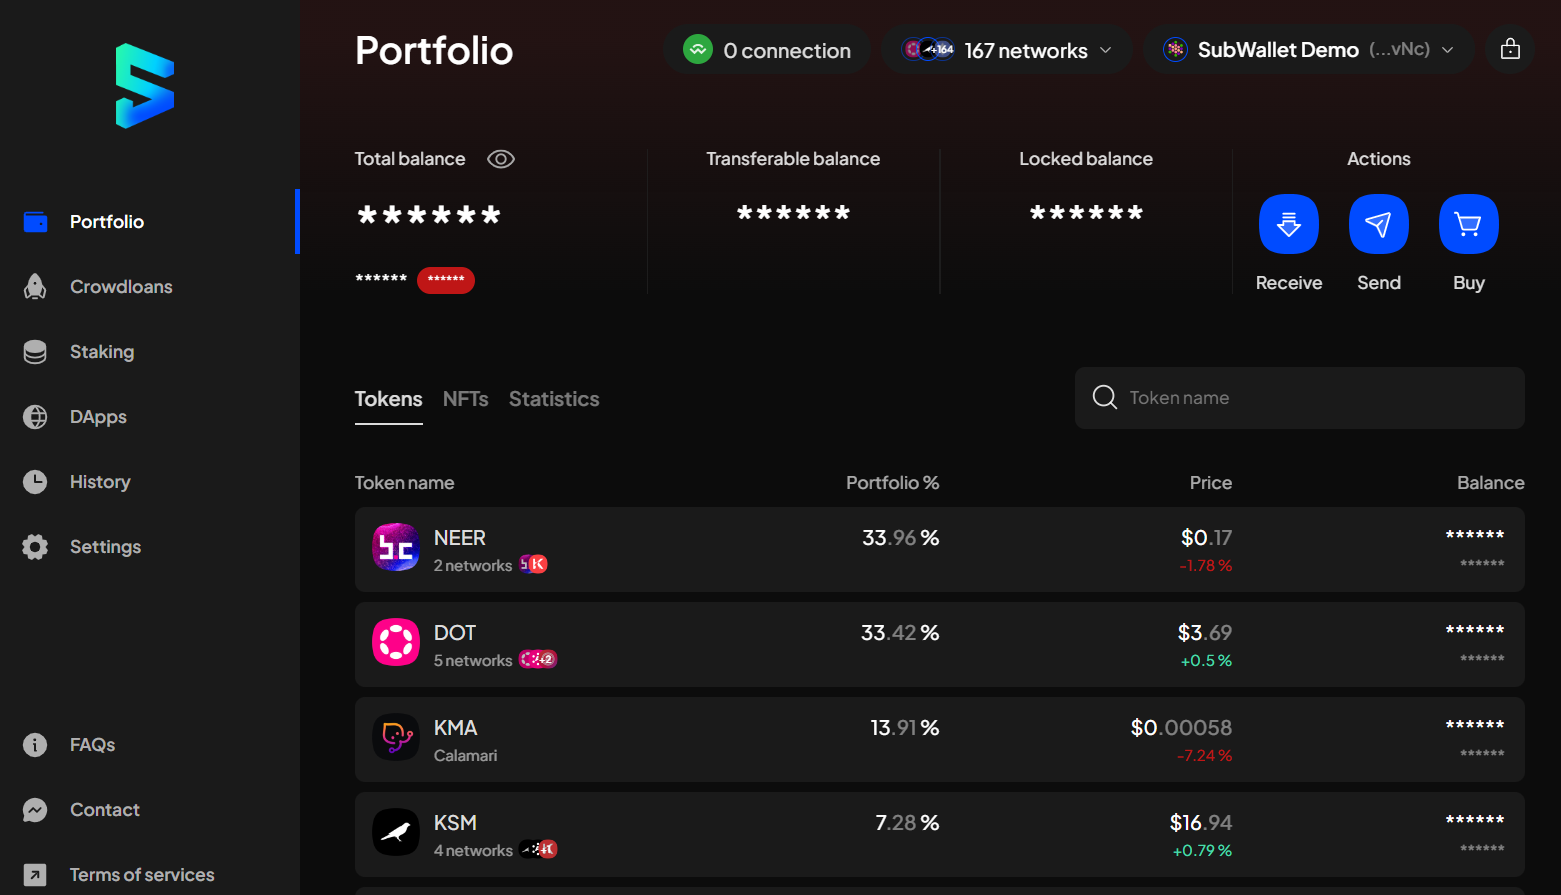 Portfolio
0 connection
+164
167 networks
SubWallet Demo (...vNc)
Portfolio
Crowdloans
Staking
DApps
History
Settings
FAQs
Contact
Terms of services
Total balance
******
****** ******
Transferable balance
******
Locked balance
******
Actions
Receive
Send
Buy
Tokens
NFTs
Statistics
Token name
Token name
Portfolio %
Price
Balance
NEER
2 networks
33.96 %
$0.17
-1.78 %
******
******
DOT
5 networks
+2
33.42 %
$3.69
+0.5 %
******
******
KMA
Calamari
13.91 %
$0.00058
-7.24 %
******
******
KSM
4 networks
7.28 %
$16.94
+0.79 %
******
******